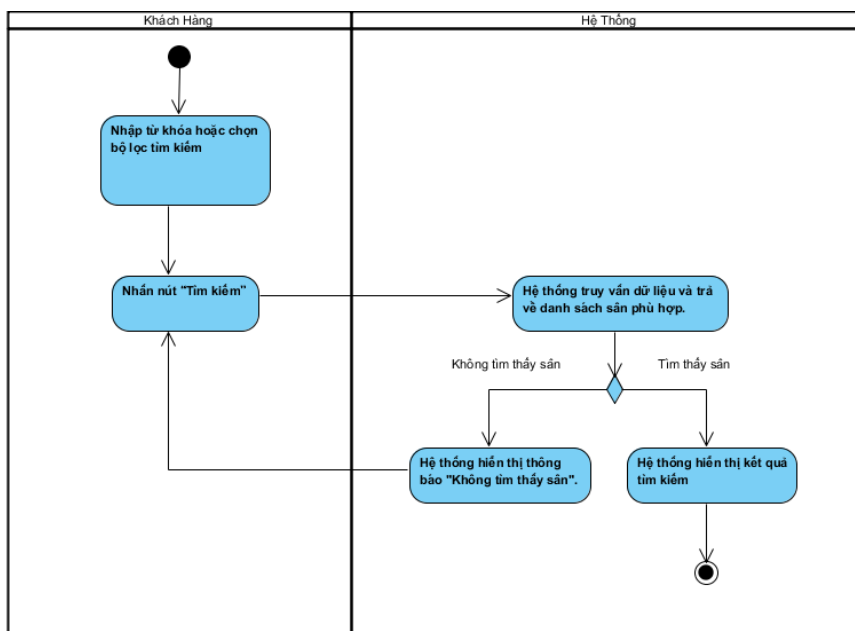 Khách Hàng
Hệ Thống
Nhập từ khóa hoặc chọn
bộ lọc tìm kiếm
Nhấn nút "Tìm kiếm"
Hệ thống truy vấn dữ liệu và trả
về danh sách sân phù hợp.
Không tìm thấy sân
Tìm thấy sân
Hệ thống hiển thị thông
báo "Không tìm thấy sân".
Hệ thống hiển thị kết quả
tìm kiếm